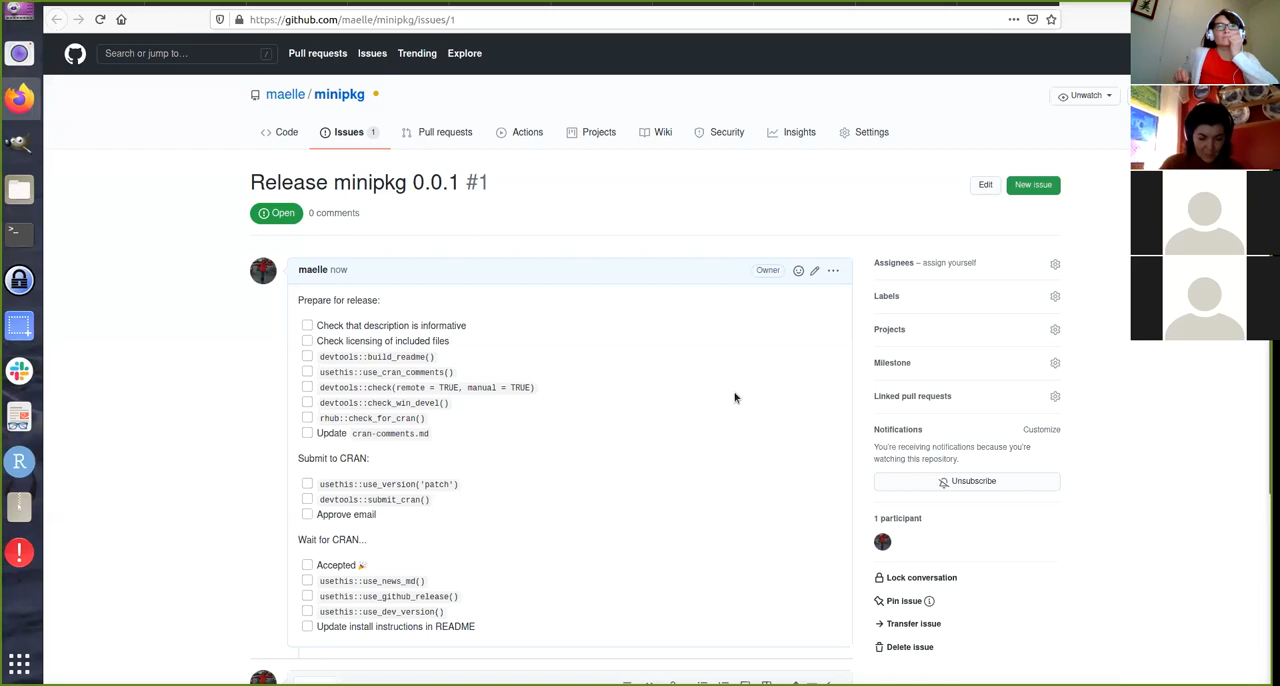 https://github.com/maelle/minipkg/issues/1
Search or jump to… /
Pull requests Issues Trending Explore
maelle / minipkg
Unwatch
Code Issues 1 Pull requests Actions Projects Wiki Security Insights Settings
Release minipkg 0.0.1 #1
Edit New issue
Open 0 comments
maelle now Owner
Prepare for release:
Check that description is informative
Check licensing of included files
devtools::build_readme()
usethis::use_cran_comments()
devtools::check(remote = TRUE, manual = TRUE)
devtools::check_win_devel()
rhub::check_for_cran()
Update cran-comments.md
Submit to CRAN:
usethis::use_version('patch')
devtools::submit_cran()
Approve email
Wait for CRAN...
Accepted 🎉
usethis::use_news_md()
usethis::use_github_release()
usethis::use_dev_version()
Update install instructions in README
Assignees – assign yourself
Labels
Projects
Milestone
Linked pull requests
Notifications Customize
You're receiving notifications because you're
watching this repository.
Unsubscribe
1 participant
Lock conversation
Pin issue
Transfer issue
Delete issue